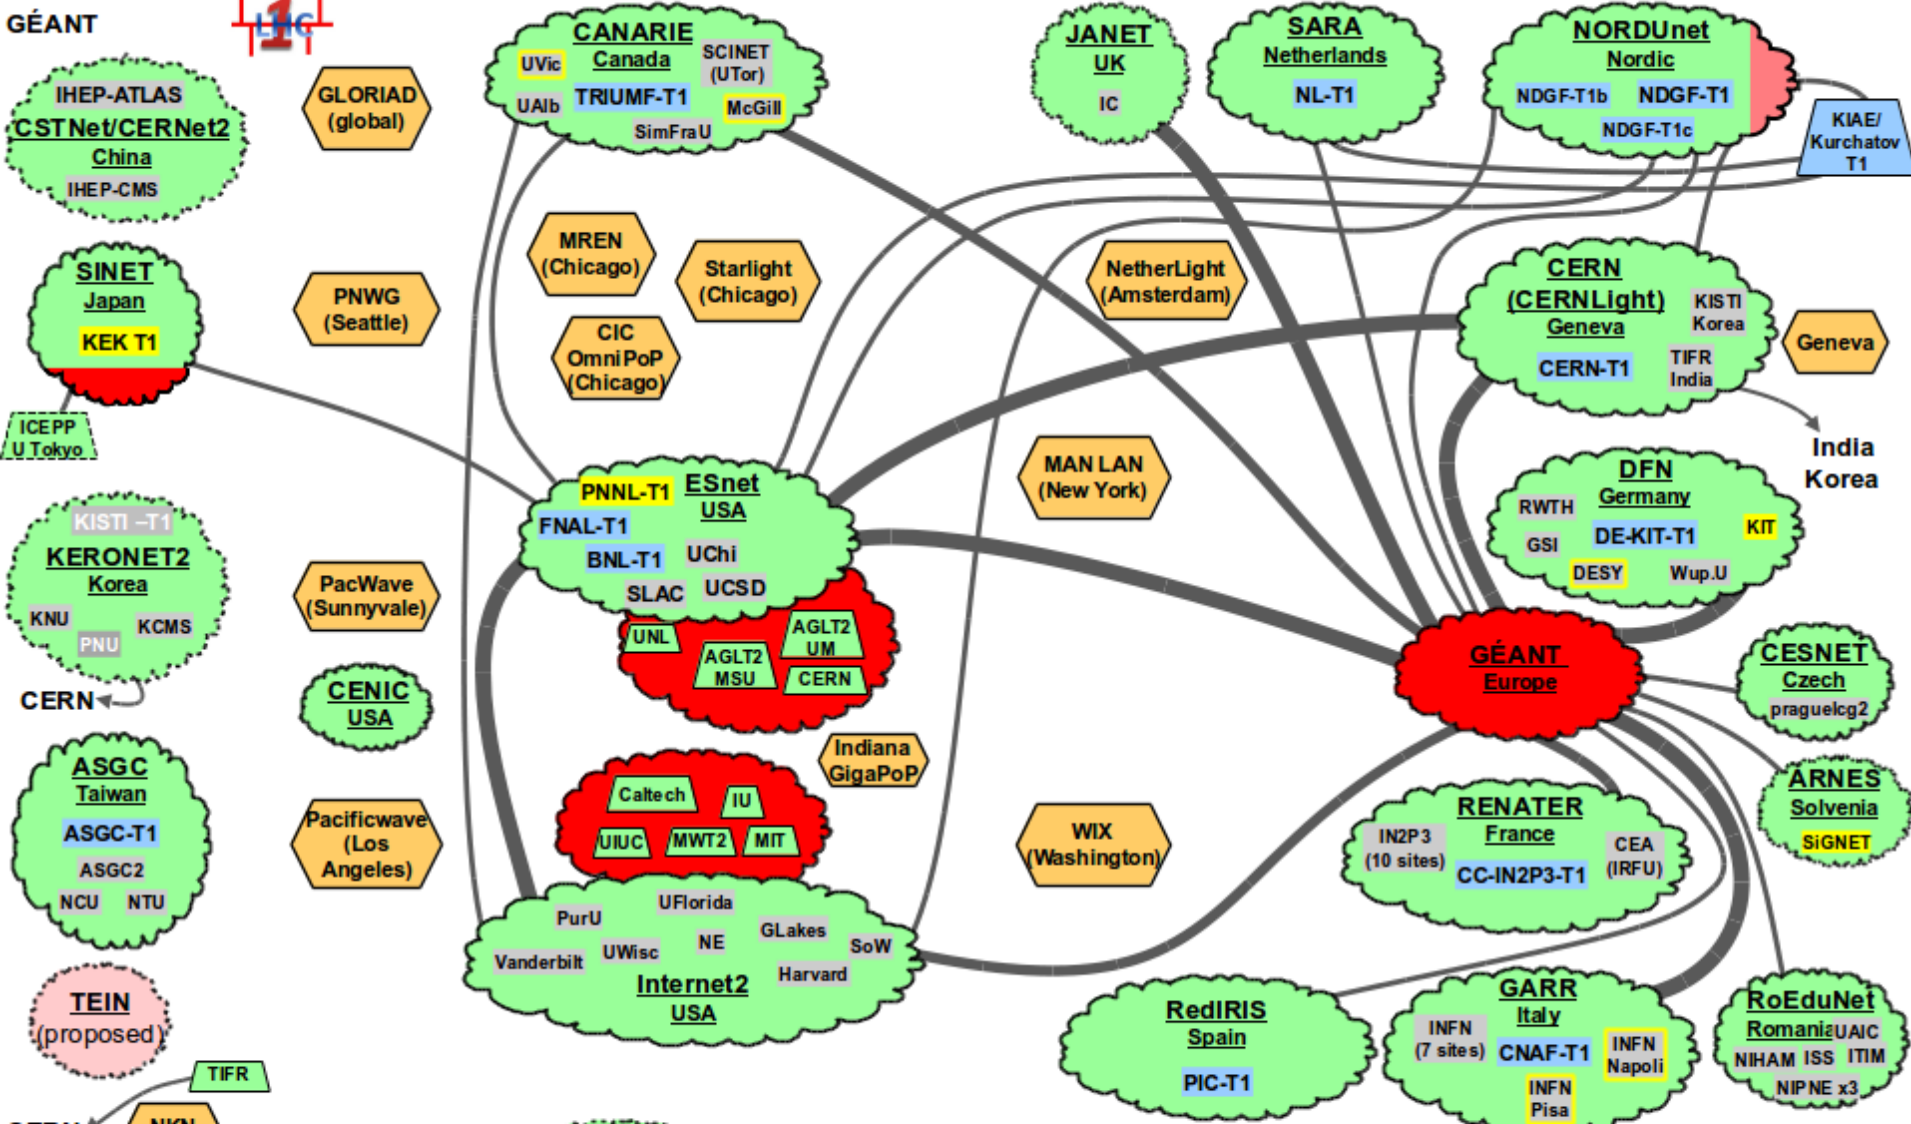 GÉANT
LHC
1
IHEP-ATLAS
CSTNet/CERNet2
China
IHEP-CMS
GLORIAD
(global)
CANARIE
Canada
UVic
SCINET
(UTor)
UAlb
TRIUMF-T1
McGill
SimFraU
JANET
UK
IC
SARA
Netherlands
NL-T1
NORDUnet
Nordic
NDGF-T1b
NDGF-T1
NDGF-T1c
KIAE/
Kurchatov
T1
SINET
Japan
KEK T1
ICEPP
U Tokyo
PNWG
(Seattle)
MREN
(Chicago)
Starlight
(Chicago)
CIC
OmniPoP
(Chicago)
NetherLight
(Amsterdam)
CERN
(CERNLight)
Geneva
KISTI
Korea
CERN-T1
TIFR
India
Geneva
India
Korea
MAN LAN
(New York)
DFN
Germany
RWTH
GSI
DE-KIT-T1
KIT
DESY
Wup.U
PNNL-T1
ESnet
USA
FNAL-T1
BNL-T1
UChi
SLAC
UCSD
UNL
AGLT2
MSU
AGLT2
UM
CERN
KISTI –T1
KERONET2
Korea
KNU
PNU
KCMS
CERN
PacWave
(Sunnyvale)
CENIC
USA
GÉANT
Europe
CESNET
Czech
praguelcg2
ARNES
Solvenia
SiGNET
ASGC
Taiwan
ASGC-T1
ASGC2
NCU
NTU
Pacificwave
(Los
Angeles)
Indiana
GigaPoP
Caltech
IU
UIUC
MWT2
MIT
WIX
(Washington)
RENATER
France
IN2P3
(10 sites)
CC-IN2P3-T1
CEA
(IRFU)
PurU
UFlorida
Vanderbilt
UWisc
NE
GLakes
SoW
Harvard
Internet2
USA
TEIN
(proposed)
TIFR
RedIRIS
Spain
PIC-T1
GARR
Italy
INFN
(7 sites)
CNAF-T1
INFN
Napoli
INFN
Pisa
RoEduNet
Romania
UAIC
NIHAM
ISS
ITIM
NIPNE x3
CERN
NKN